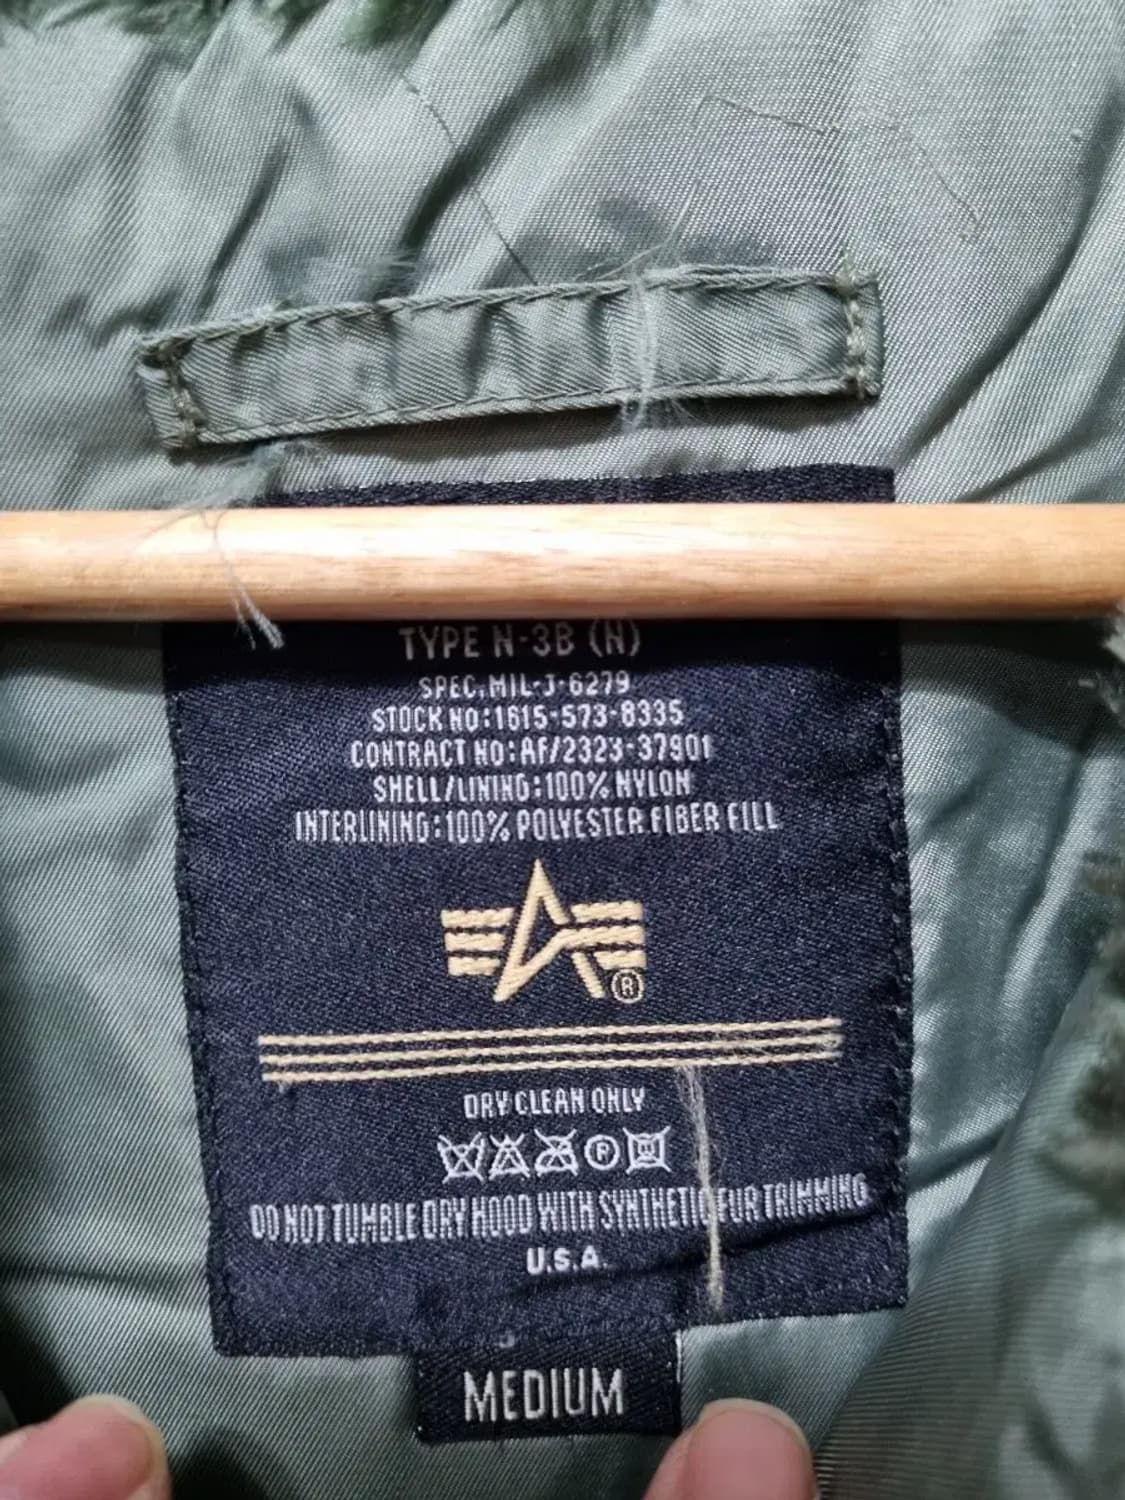 TYPE N-3B (N)
SPEC.MIL-J-6279
STOCK NO:1615-573-8335
CONTRACT NO:AF/2323-37901
SHELL/LINING:100% NYLON
INTERLINING:100% POLYESTER FIBER FILL
DRY CLEAN ONLY
DO NOT TUMBLE DRY HOOD WITH SYNTHETIC FUR TRIMMING
U.S.A.
MEDIUM